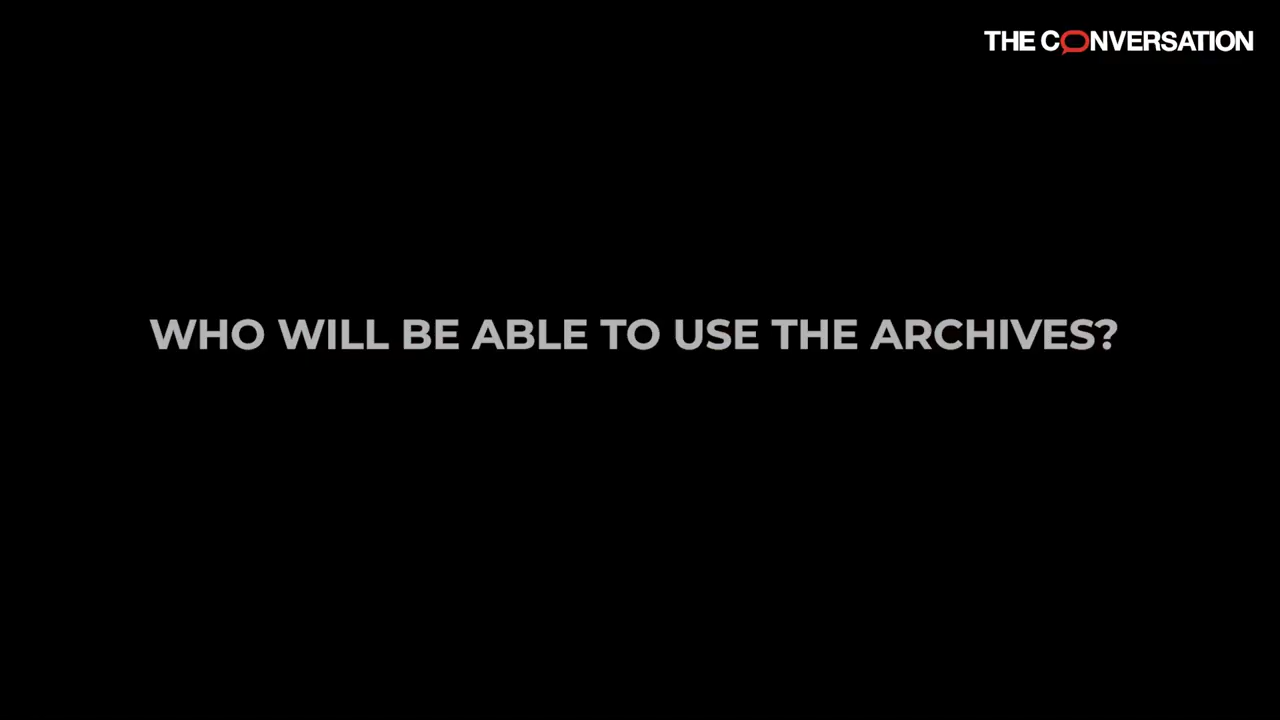 THE CONVERSATION
WHO WILL BE ABLE TO USE THE ARCHIVES?